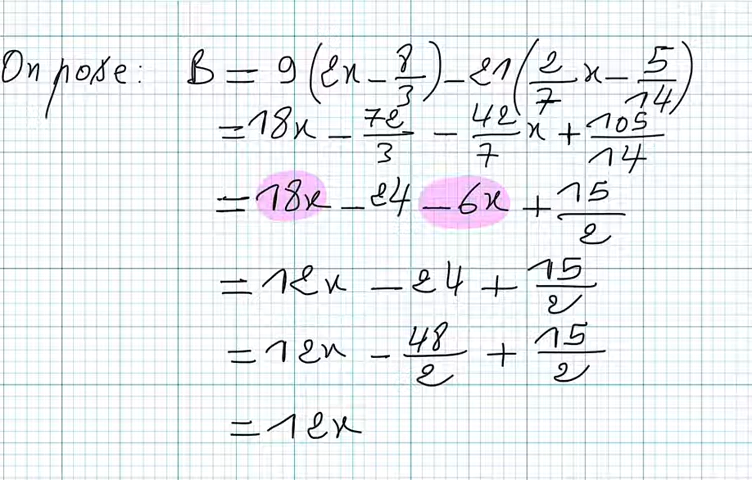 On pose : B = 9(2x - 8/3) - 21(2/7 x - 5/14)
= 18x - 72/3 - 42/7 x + 105/14
= 18x - 24 - 6x + 15/2
= 12x - 24 + 15/2
= 12x - 48/2 + 15/2
= 12x